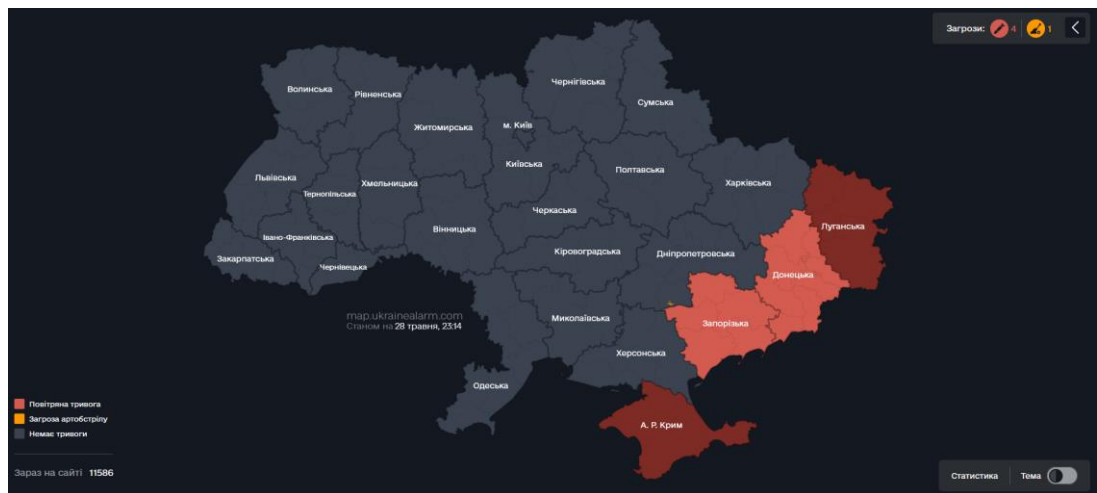 Загрози: 4 1
Чернігівська
Волинська
Рівненська
Сумська
Житомирська
м. Київ
Київська
Полтавська
Львівська
Хмельницька
Харківська
Тернопільська
Черкаська
Луганська
Вінницька
Івано-Франківська
Кіровоградська
Дніпропетровська
Закарпатська
Чернівецька
Донецька
map.ukrainealarm.com
Станом на 28 травня, 23:14
Миколаївська
Запорізька
Херсонська
Одеська
А. Р. Крим
Повітряна тривога
Загроза артобстрілу
Немає тривоги
Зараз на сайті 11586
Статистика
Тема